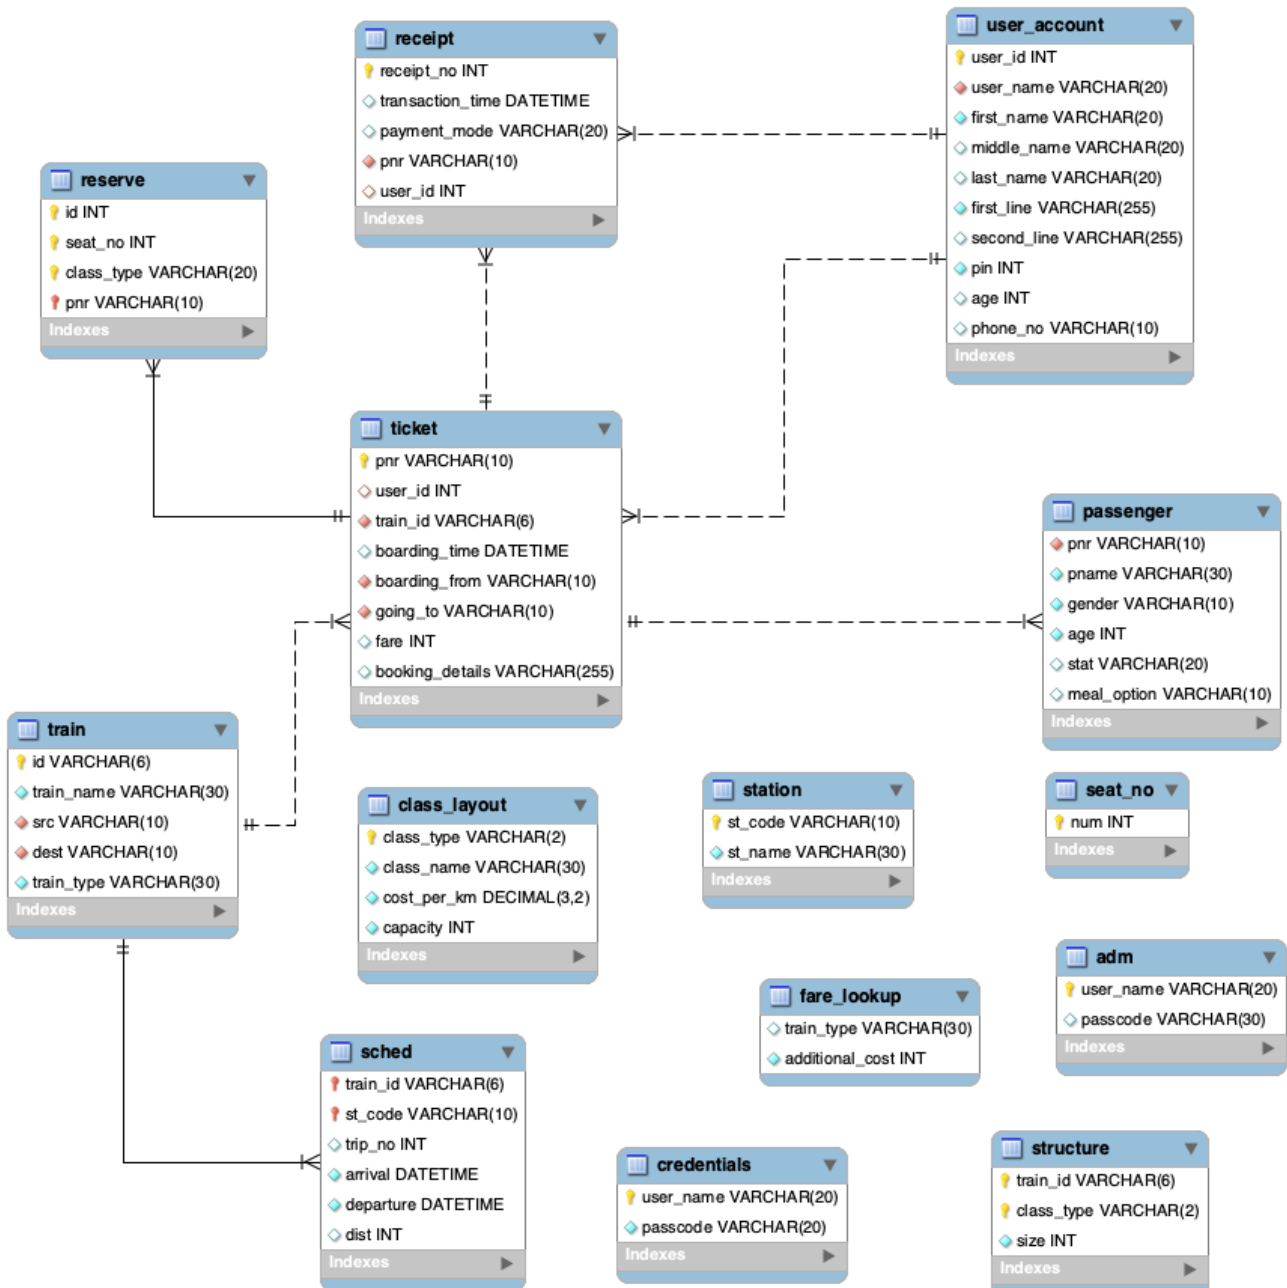 receipt
receipt_no INT
transaction_time DATETIME
payment_mode VARCHAR(20)
pnr VARCHAR(10)
user_id INT
Indexes
user_account
user_id INT
user_name VARCHAR(20)
first_name VARCHAR(20)
middle_name VARCHAR(20)
last_name VARCHAR(20)
first_line VARCHAR(255)
second_line VARCHAR(255)
pin INT
age INT
phone_no VARCHAR(10)
Indexes
reserve
id INT
seat_no INT
class_type VARCHAR(20)
pnr VARCHAR(10)
Indexes
ticket
pnr VARCHAR(10)
user_id INT
train_id VARCHAR(6)
boarding_time DATETIME
boarding_from VARCHAR(10)
going_to VARCHAR(10)
fare INT
booking_details VARCHAR(255)
Indexes
passenger
pnr VARCHAR(10)
pname VARCHAR(30)
gender VARCHAR(10)
age INT
stat VARCHAR(20)
meal_option VARCHAR(10)
Indexes
train
id VARCHAR(6)
train_name VARCHAR(30)
src VARCHAR(10)
dest VARCHAR(10)
train_type VARCHAR(30)
Indexes
class_layout
class_type VARCHAR(2)
class_name VARCHAR(30)
cost_per_km DECIMAL(3,2)
capacity INT
Indexes
station
st_code VARCHAR(10)
st_name VARCHAR(30)
Indexes
seat_no
num INT
Indexes
adm
user_name VARCHAR(20)
passcode VARCHAR(30)
Indexes
fare_lookup
train_type VARCHAR(30)
additional_cost INT
sched
train_id VARCHAR(6)
st_code VARCHAR(10)
trip_no INT
arrival DATETIME
departure DATETIME
dist INT
Indexes
credentials
user_name VARCHAR(20)
passcode VARCHAR(20)
Indexes
structure
train_id VARCHAR(6)
class_type VARCHAR(2)
size INT
Indexes